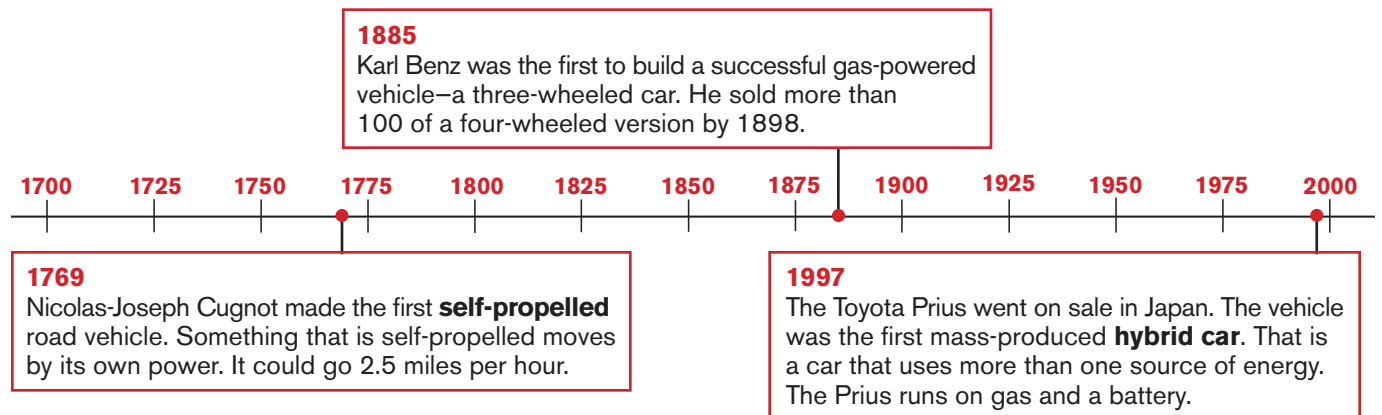 1885
Karl Benz was the first to build a successful gas-powered
vehicle—a three-wheeled car. He sold more than
100 of a four-wheeled version by 1898.
1700 1725 1750 1775 1800 1825 1850 1875 1900 1925 1950 1975 2000
1769
Nicolas-Joseph Cugnot made the first self-propelled
road vehicle. Something that is self-propelled moves
by its own power. It could go 2.5 miles per hour.
1997
The Toyota Prius went on sale in Japan. The vehicle
was the first mass-produced hybrid car. That is
a car that uses more than one source of energy.
The Prius runs on gas and a battery.